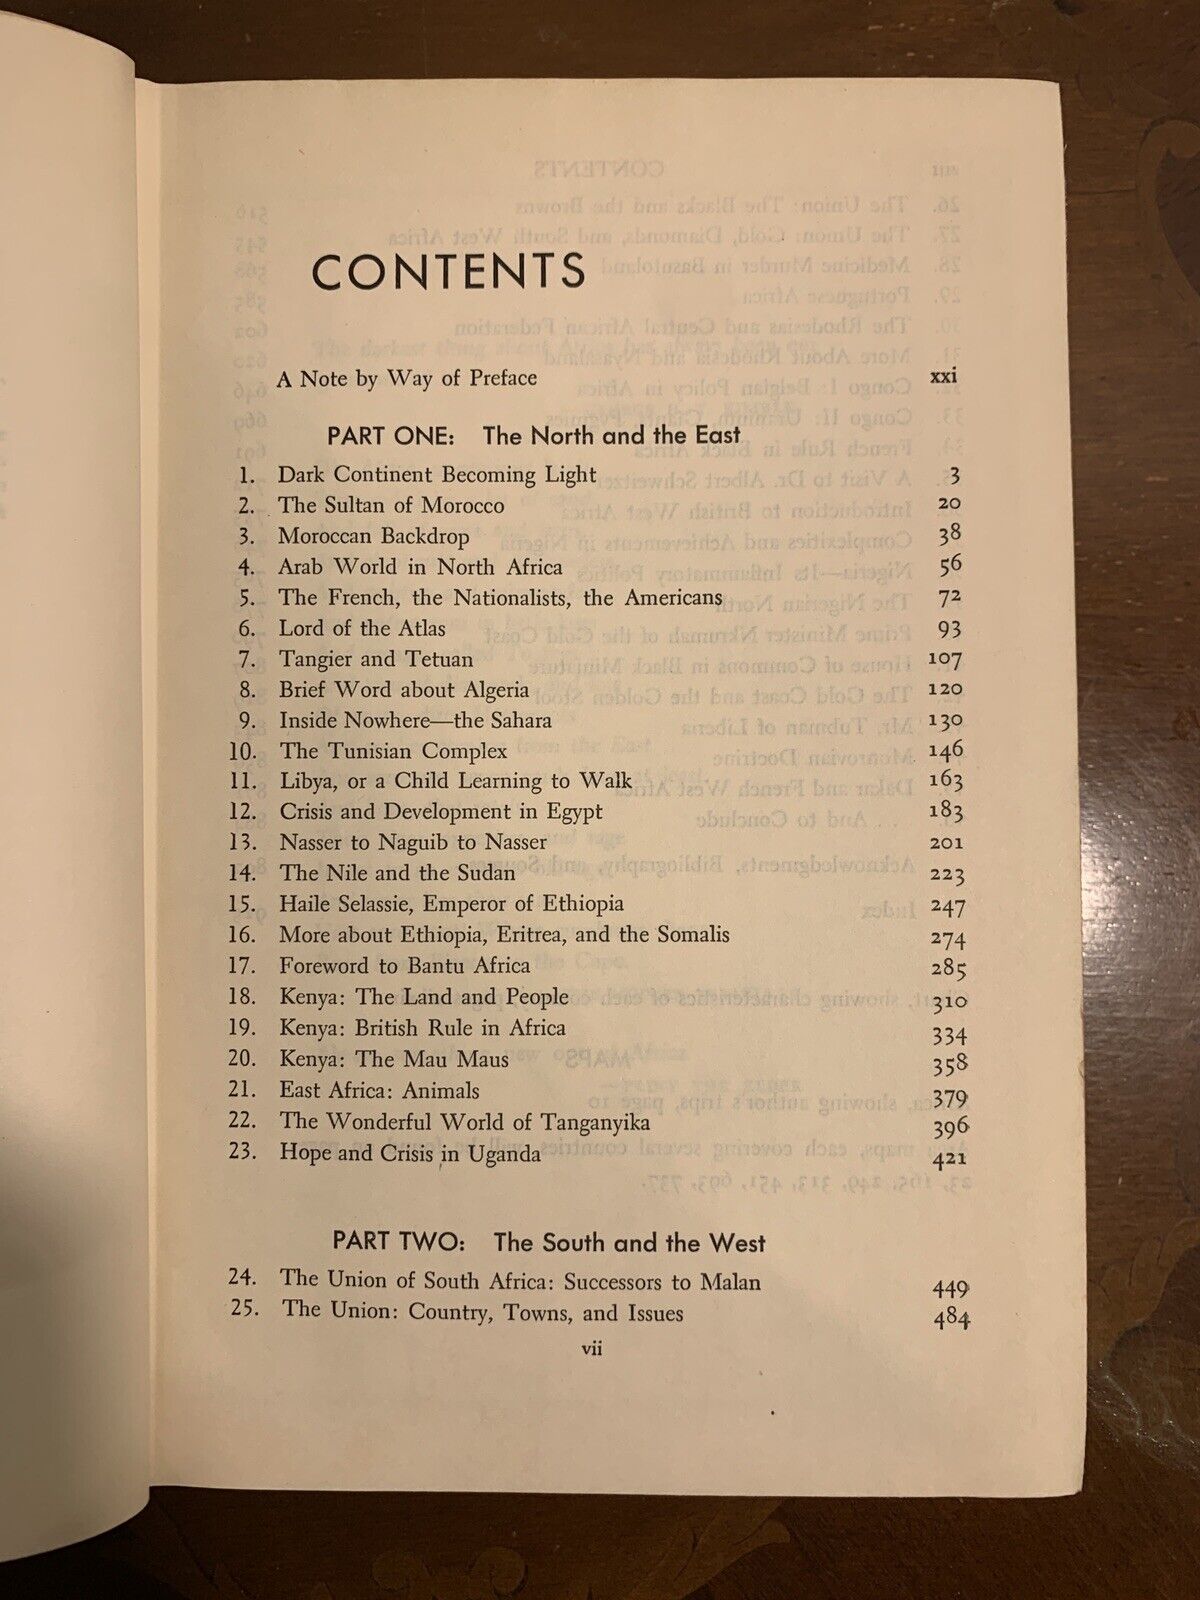 CONTENTS
A Note by Way of Preface xxi
PART ONE: The North and the East
1. Dark Continent Becoming Light 3
2. The Sultan of Morocco 20
3. Moroccan Backdrop 38
4. Arab World in North Africa 56
5. The French, the Nationalists, the Americans 72
6. Lord of the Atlas 93
7. Tangier and Tetuan 107
8. Brief Word about Algeria 120
9. Inside Nowhere—the Sahara 130
10. The Tunisian Complex 146
11. Libya, or a Child Learning to Walk 163
12. Crisis and Development in Egypt 183
13. Nasser to Naguib to Nasser 201
14. The Nile and the Sudan 223
15. Haile Selassie, Emperor of Ethiopia 247
16. More about Ethiopia, Eritrea, and the Somalis 274
17. Foreword to Bantu Africa 285
18. Kenya: The Land and People 310
19. Kenya: British Rule in Africa 334
20. Kenya: The Mau Maus 358
21. East Africa: Animals 379
22. The Wonderful World of Tanganyika 396
23. Hope and Crisis in Uganda 421
PART TWO: The South and the West
24. The Union of South Africa: Successors to Malan 449
25. The Union: Country, Towns, and Issues 484
vii